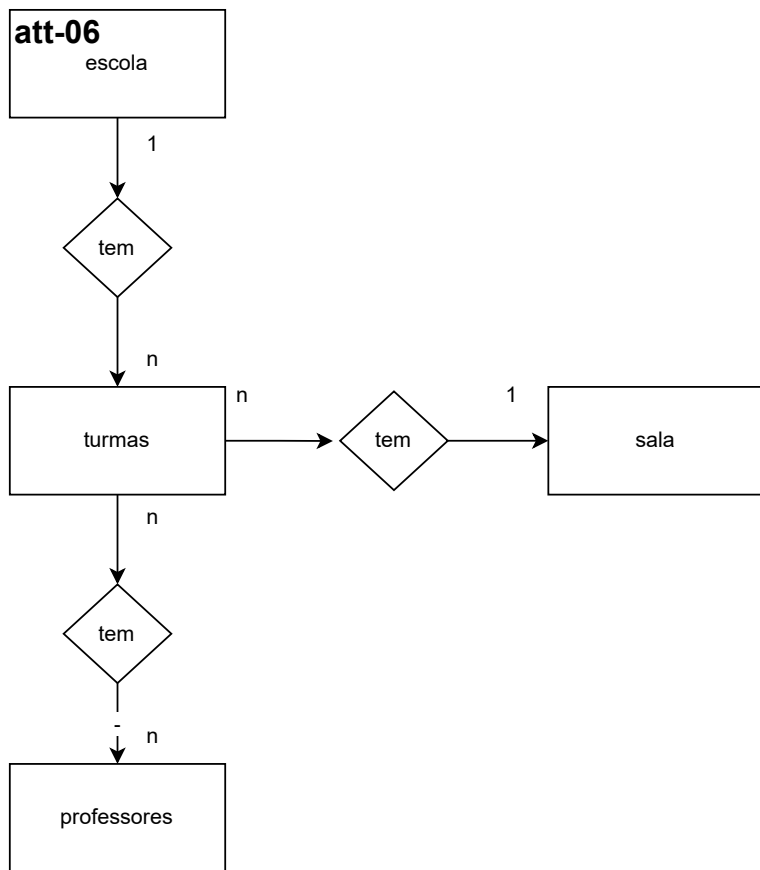 att-06
escola
1
tem
n
turmas
n
tem
1
sala
n
tem
-
n
professores